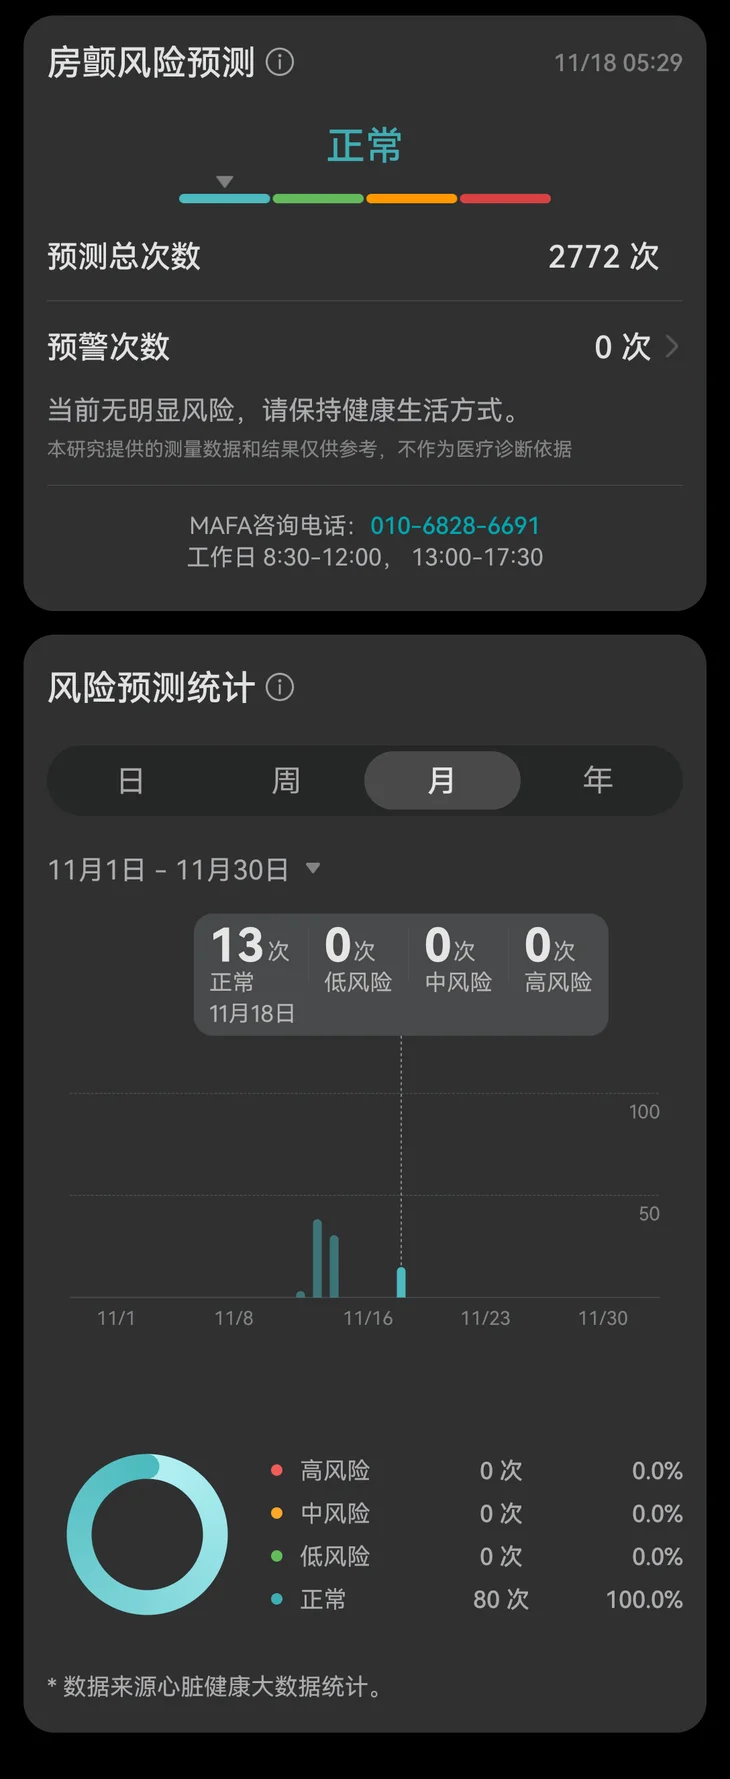 房颤风险预测
11/18 05:29
正常
预测总次数 2772 次
预警次数 0 次
当前无明显风险，请保持健康生活方式。
本研究提供的测量数据和结果仅供参考，不作为医疗诊断依据
MAFA咨询电话：010-6828-6691
工作日 8:30-12:00， 13:00-17:30
风险预测统计
日 周 月 年
11月1日 - 11月30日
13次 0次 0次 0次
正常 低风险 中风险 高风险
11月18日
100
50
11/1 11/8 11/16 11/23 11/30
高风险 0 次 0.0%
中风险 0 次 0.0%
低风险 0 次 0.0%
正常 80 次 100.0%
* 数据来源心脏健康大数据统计。